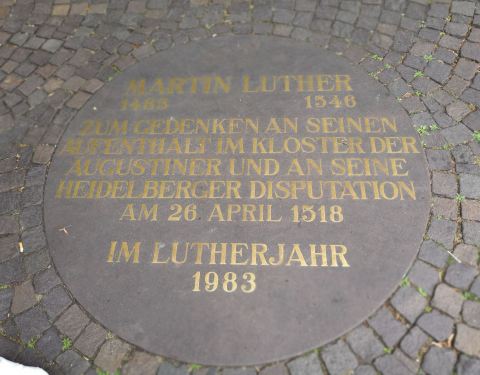 MARTIN LUTHER
1483 1546
ZUM GEDENKEN AN SEINEN
AUFENTHALT IM KLOSTER DER
AUGUSTINER UND AN SEINE
HEIDELBERGER DISPUTATION
AM 26 APRIL 1518
IM LUTHERJAHR
1983